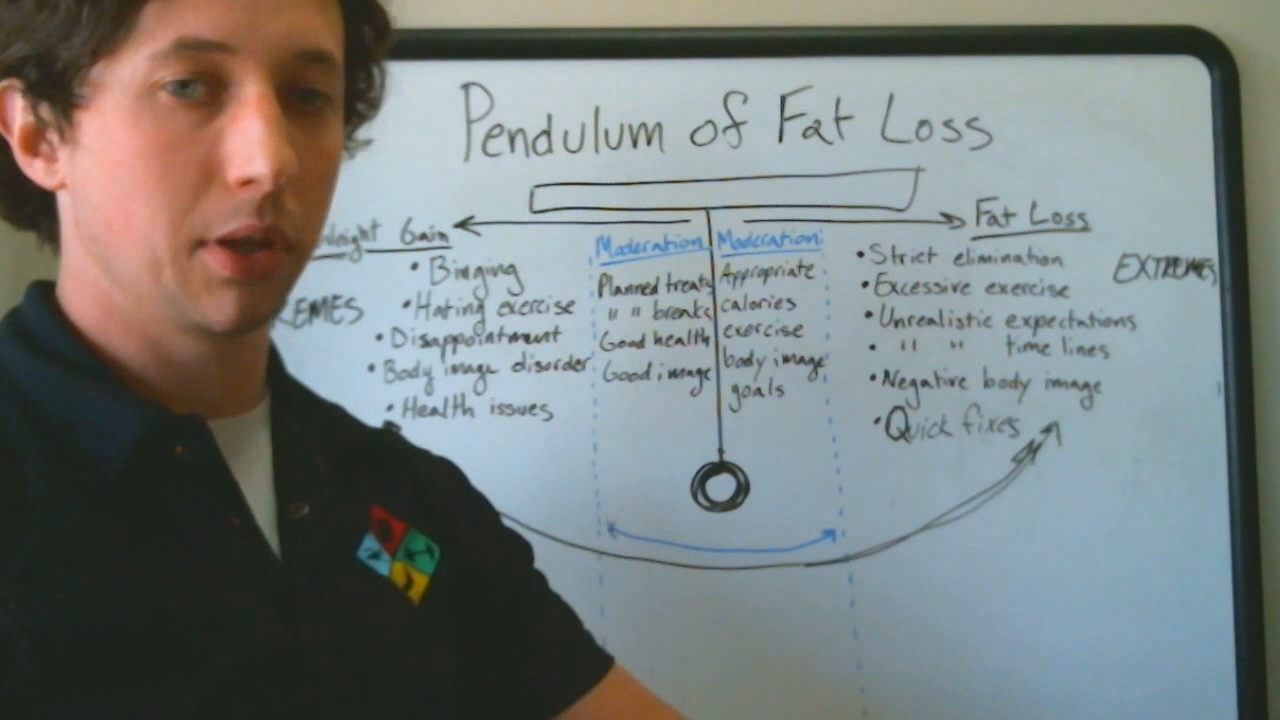 Pendulum of Fat Loss
Weight Gain
Fat Loss
EXTREMES
• Binging
• Hating exercise
• Disappointment
• Body image disorder
• Health issues
Moderation
Planned treats
" " breaks
Good health
Good image
Moderation:
Appropriate
calories
exercise
body image
goals
• Strict elimination
• Excessive exercise
• Unrealistic expectations
• " " time lines
• Negative body image
• Quick fixes
EXTREMES